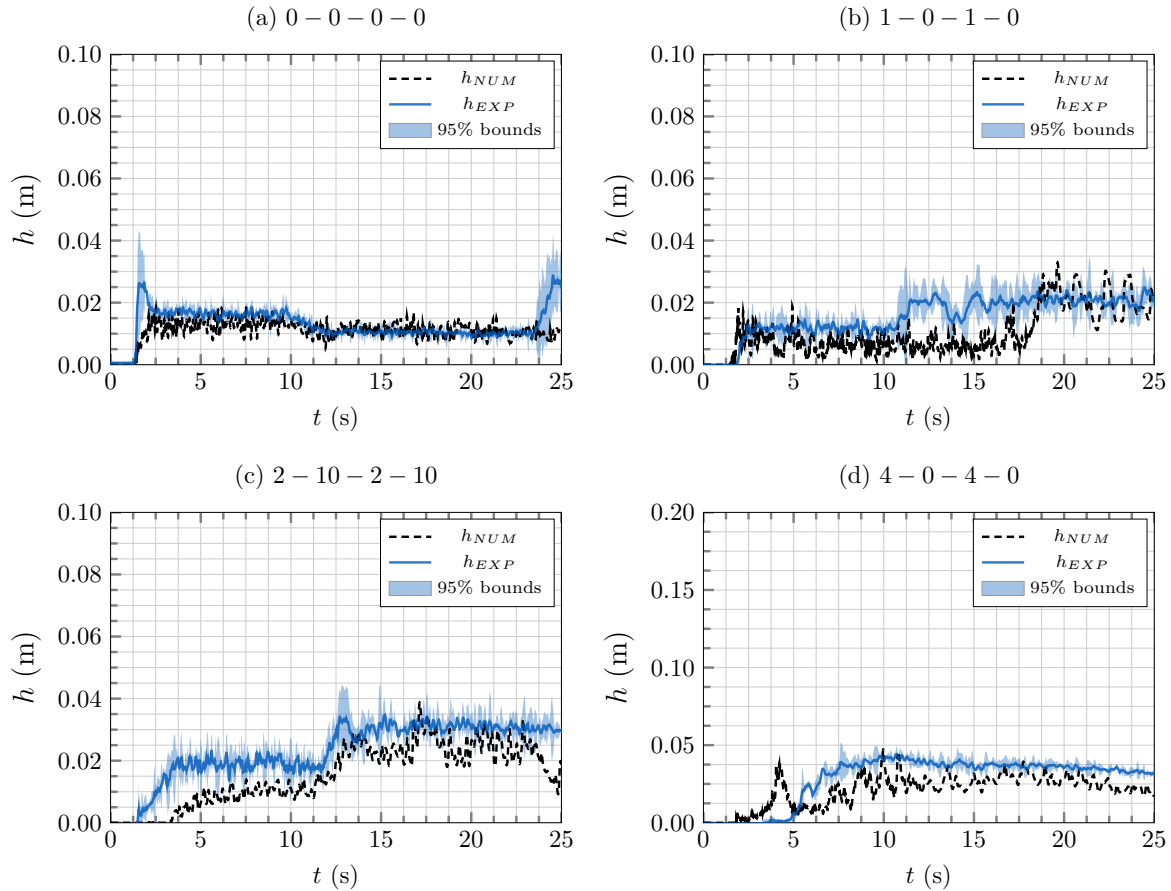 (a) 0 − 0 − 0 − 0
h_NUM
h_EXP
95% bounds
0.10
0.08
0.06
0.04
0.02
0.00
h (m)
0 5 10 15 20 25
t (s)
(b) 1 − 0 − 1 − 0
h_NUM
h_EXP
95% bounds
0.10
0.08
0.06
0.04
0.02
0.00
h (m)
0 5 10 15 20 25
t (s)
(c) 2 − 10 − 2 − 10
h_NUM
h_EXP
95% bounds
0.10
0.08
0.06
0.04
0.02
0.00
h (m)
0 5 10 15 20 25
t (s)
(d) 4 − 0 − 4 − 0
h_NUM
h_EXP
95% bounds
0.20
0.15
0.10
0.05
0.00
h (m)
0 5 10 15 20 25
t (s)